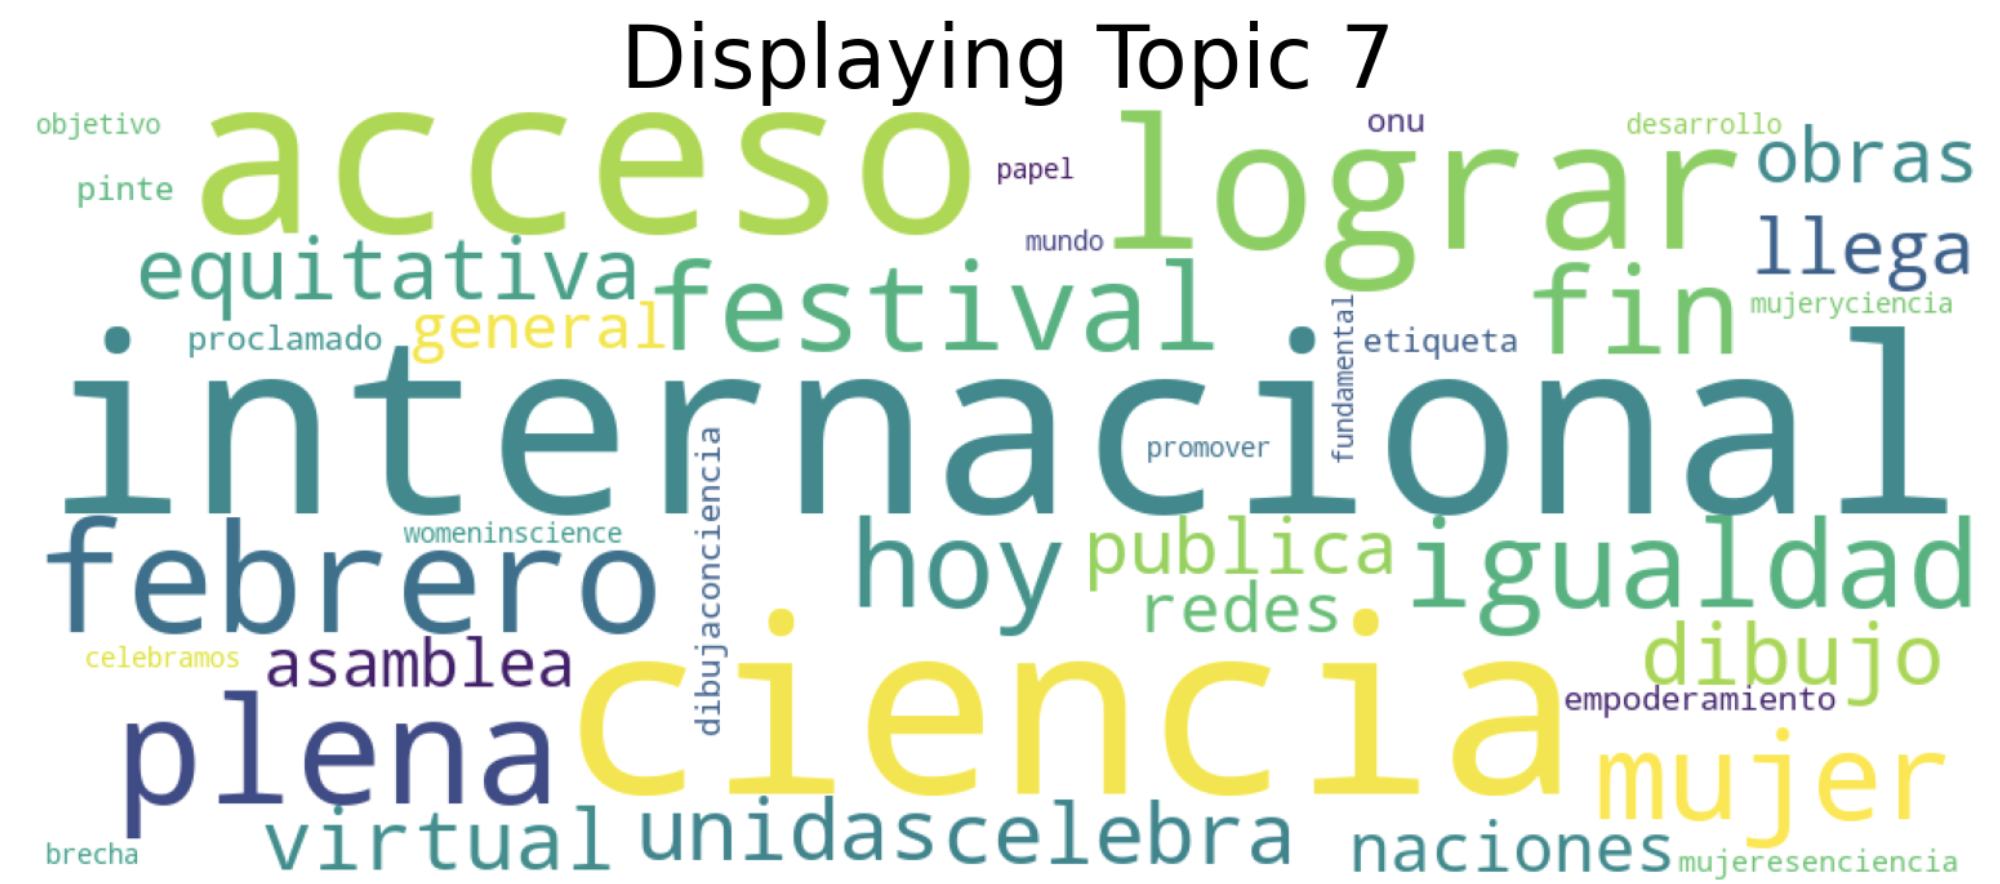 Displaying Topic 7
objetivo
acceso
lograr
onu
desarrollo
pinte
papel
obras
mundo
llega
equitativa
festival
fin
proclamado
general
fundamental
etiqueta
mujeryciencia
internacional
promover
febrero
womeninscience
dibujaconciencia
hoy
publica
igualdad
redes
celebramos
asamblea
ciencia
dibujo
empoderamiento
plena
mujer
virtual
unidas
celebra
naciones
brecha
mujeresenciencia